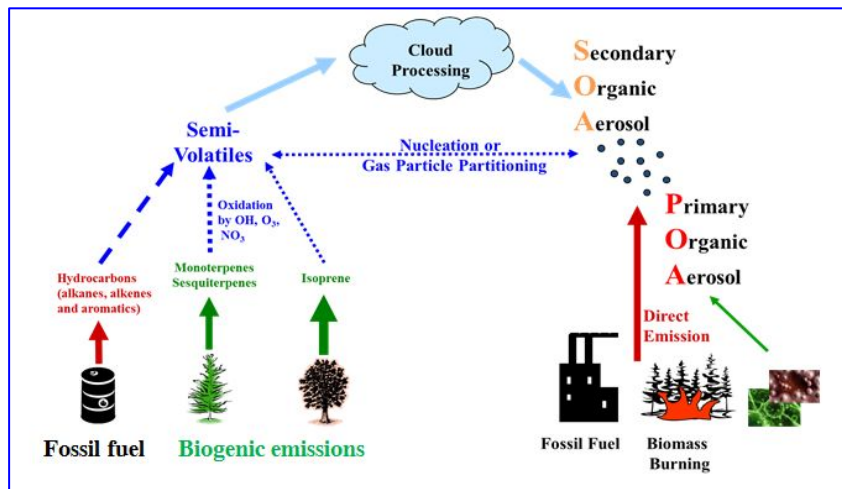 Cloud
Processing
Secondary
Organic
Aerosol
Semi-
Volatiles
Nucleation or
Gas Particle Partitioning
Oxidation
by OH, O₃,
NO₃
Primary
Organic
Aerosol
Hydrocarbons
(alkanes, alkenes
and aromatics)
Monoterpenes
Sesquiterpenes
Isoprene
Direct
Emission
Fossil fuel
Biogenic emissions
Fossil Fuel
Biomass
Burning